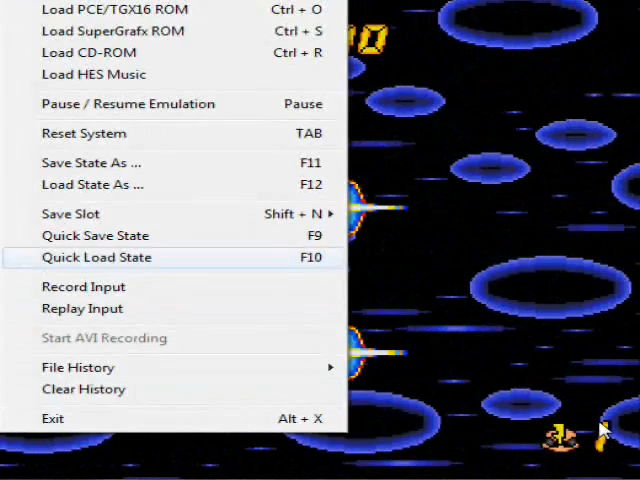 Load PCE/TGX16 ROM Ctrl + O
Load SuperGrafx ROM Ctrl + S
Load CD-ROM Ctrl + R
Load HES Music
Pause / Resume Emulation Pause
Reset System TAB
Save State As ... F11
Load State As ... F12
Save Slot Shift + N
Quick Save State F9
Quick Load State F10
Record Input
Replay Input
Start AVI Recording
File History
Clear History
Exit Alt + X